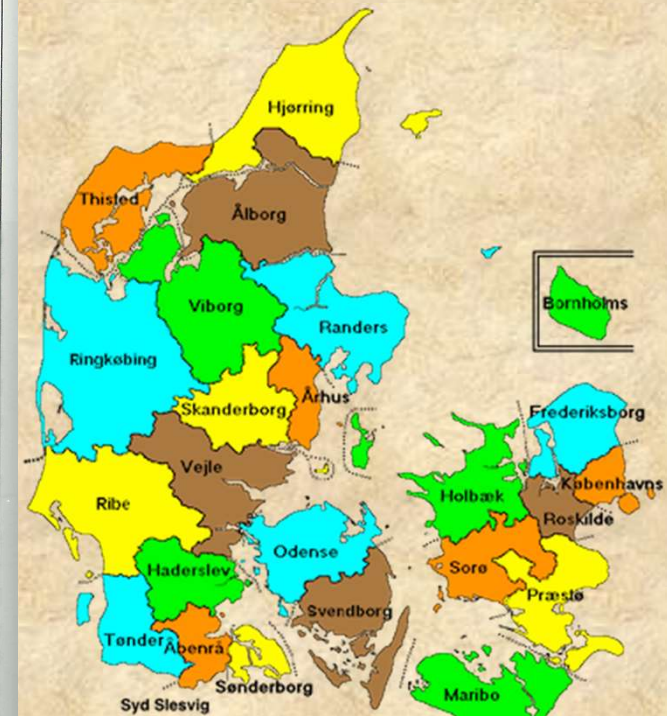 Hjørring
Thisted
Ålborg
Viborg
Bornholms
Randers
Ringkøbing
Århus
Skanderborg
Frederiksborg
Vejle
Københavns
Holbæk
Ribe
Roskilde
Odense
Haderslev
Sorø
Præstø
Svendborg
Tønder
Åbenrå
Sønderborg
Maribo
Syd Slesvig